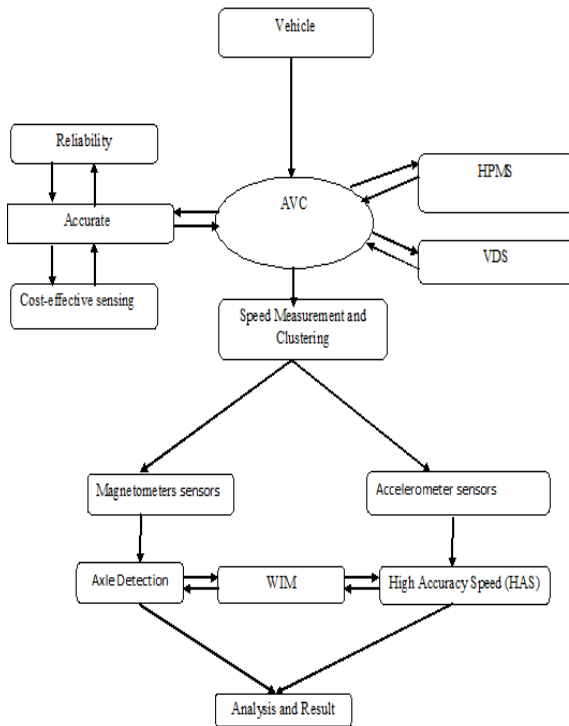 Vehicle
Reliability
HPMS
AVC
Accurate
VDS
Cost-effective sensing
Speed Measurement and
Clustering
Magnetometers sensors
Accelerometer sensors
Axle Detection
WIM
High Accuracy Speed (HAS)
Analysis and Result